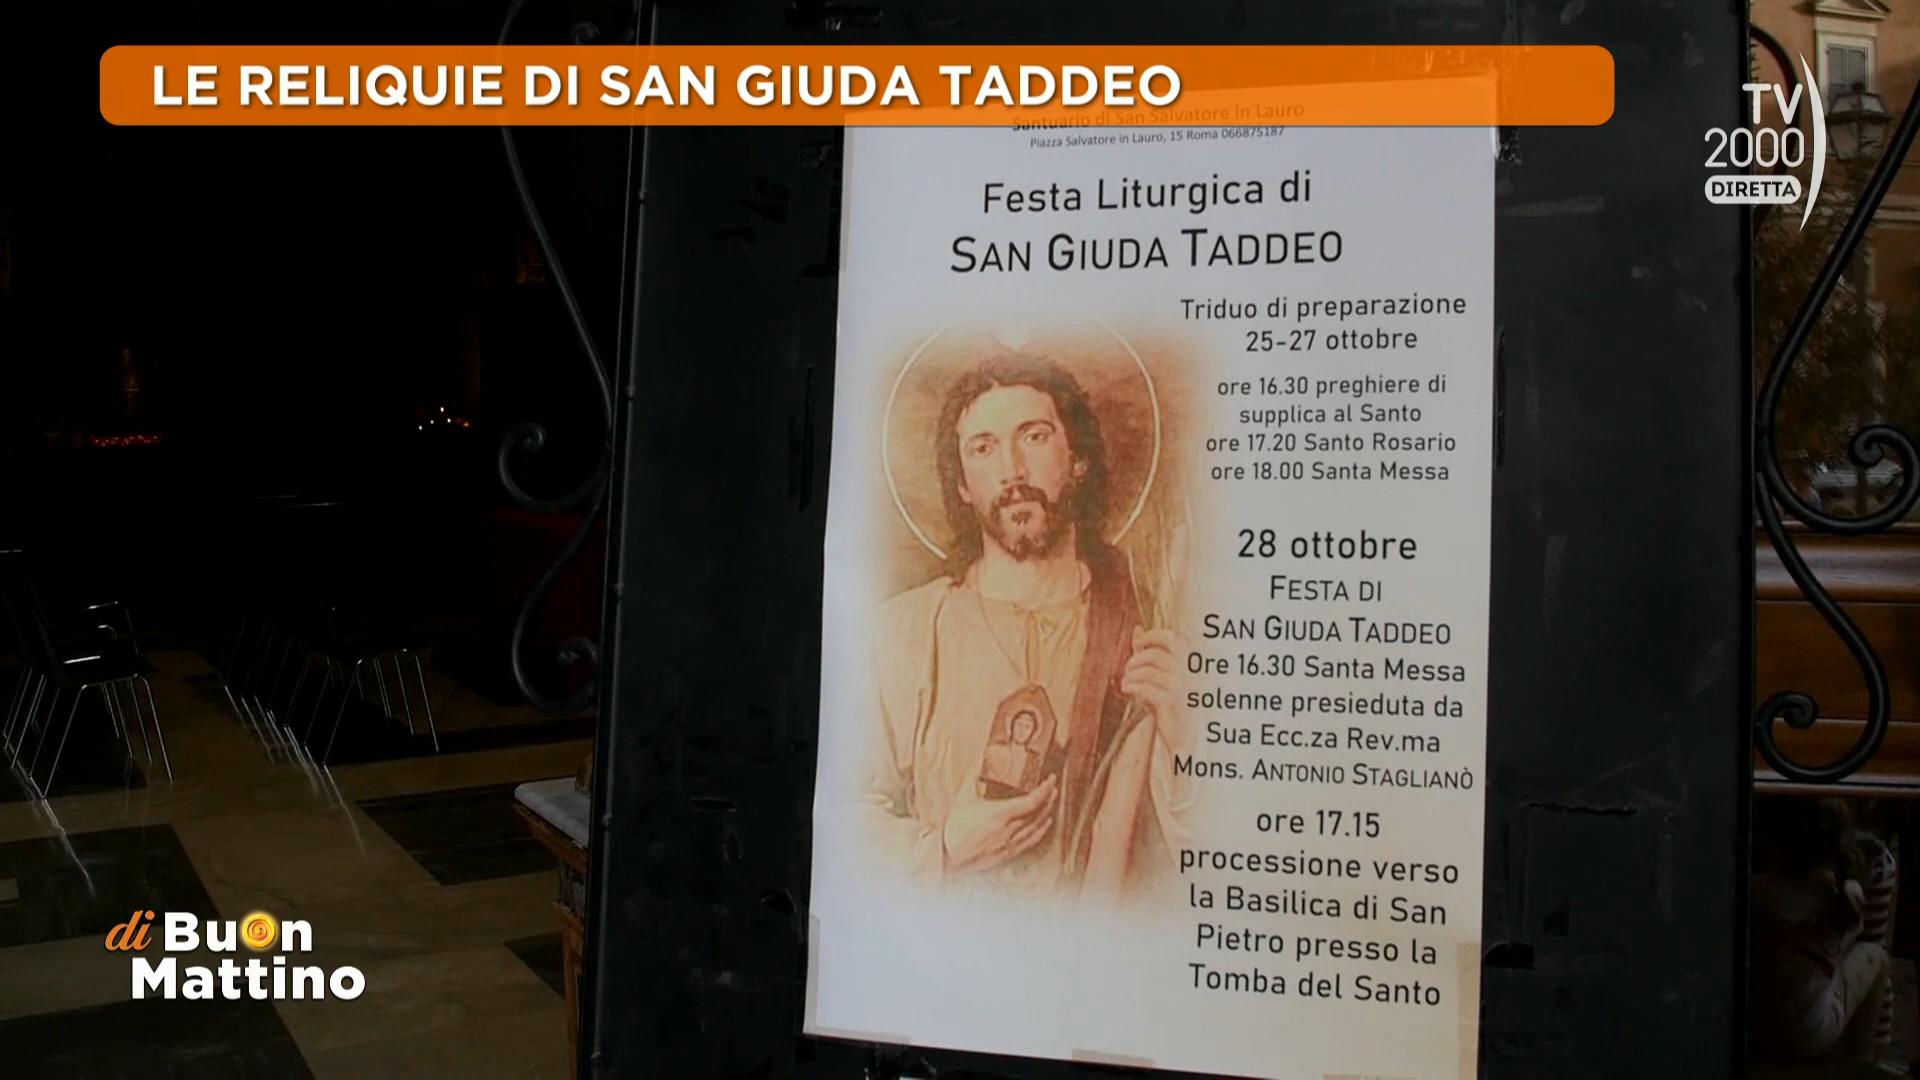 LE RELIQUIE DI SAN GIUDA TADDEO
TV
2000
DIRETTA
Santuario di San Salvatore in Lauro
Piazza Salvatore in Lauro, 15 Roma 066875187
Festa Liturgica di
SAN GIUDA TADDEO
Triduo di preparazione
25-27 ottobre
ore 16.30 preghiere di
supplica al Santo
ore 17.20 Santo Rosario
ore 18.00 Santa Messa
28 ottobre
FESTA DI
SAN GIUDA TADDEO
Ore 16.30 Santa Messa
solenne presieduta da
Sua Ecc.za Rev.ma
Mons. ANTONIO STAGLIANÒ
ore 17.15
processione verso
la Basilica di San
Pietro presso la
Tomba del Santo
di Buon
Mattino